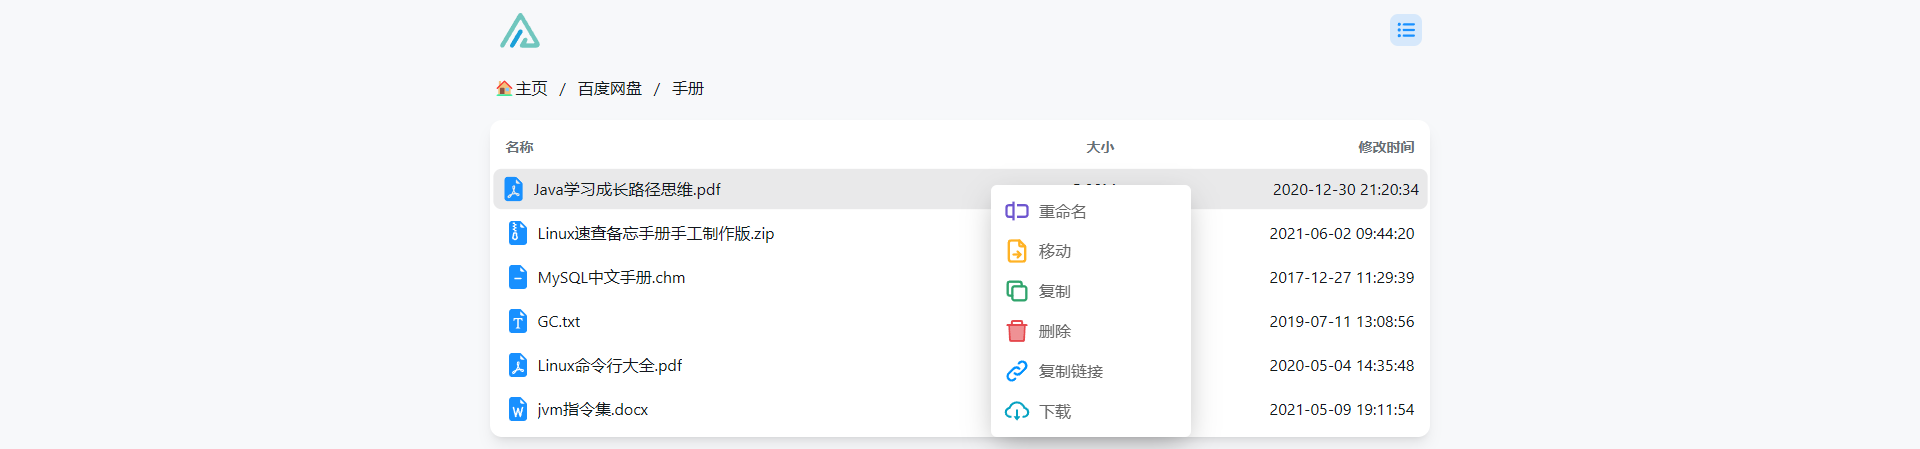 主页 / 百度网盘 / 手册
名称 大小 修改时间
Java学习成长路径思维.pdf 2020-12-30 21:20:34
重命名
Linux速查备忘手册手工制作版.zip 2021-06-02 09:44:20
移动
MySQL中文手册.chm 2017-12-27 11:29:39
复制
GC.txt 2019-07-11 13:08:56
删除
Linux命令行大全.pdf 2020-05-04 14:35:48
复制链接
jvm指令集.docx 2021-05-09 19:11:54
下载